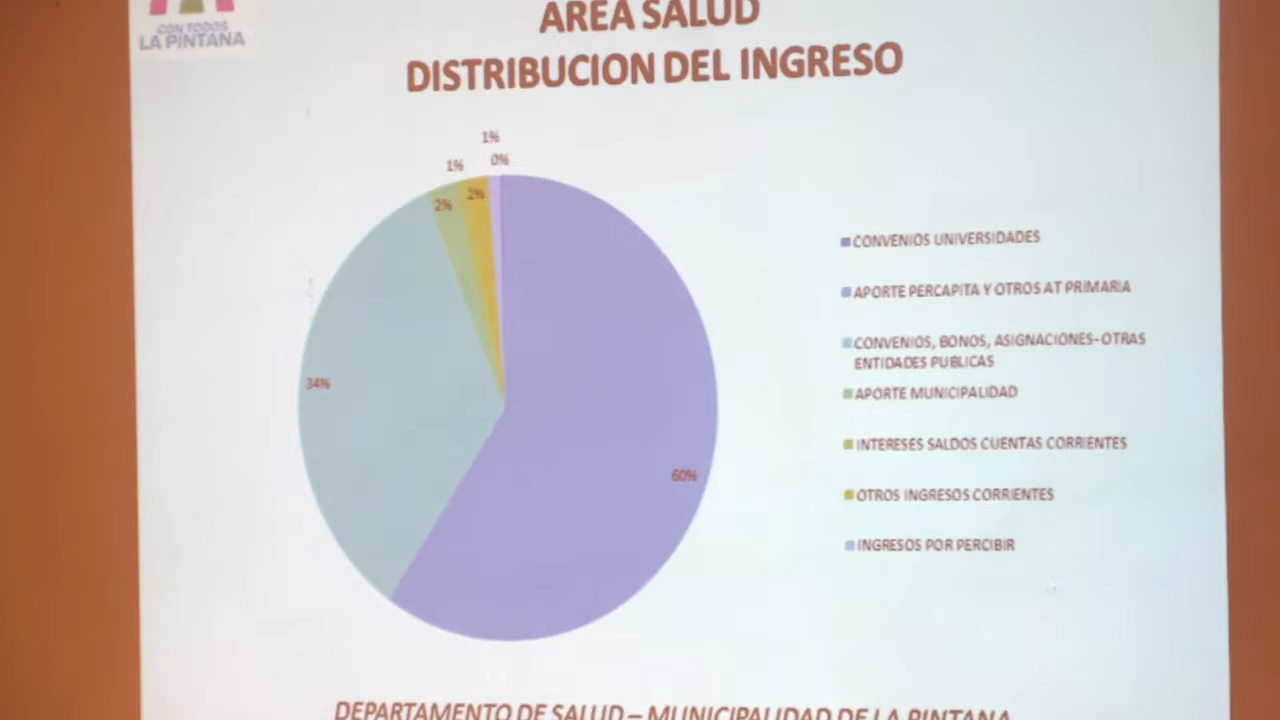 CON TODOS
LA PINTANA
AREA SALUD
DISTRIBUCION DEL INGRESO
1%
0%
1%
2%
2%
34%
60%
CONVENIOS UNIVERSIDADES
APORTE PERCAPITA Y OTROS AT PRIMARIA
CONVENIOS, BONOS, ASIGNACIONES-OTRAS
ENTIDADES PUBLICAS
APORTE MUNICIPALIDAD
INTERESES SALDOS CUENTAS CORRIENTES
OTROS INGRESOS CORRIENTES
INGRESOS POR PERCIBIR
DEPARTAMENTO DE SALUD – MUNICIPALIDAD DE LA PINTANA